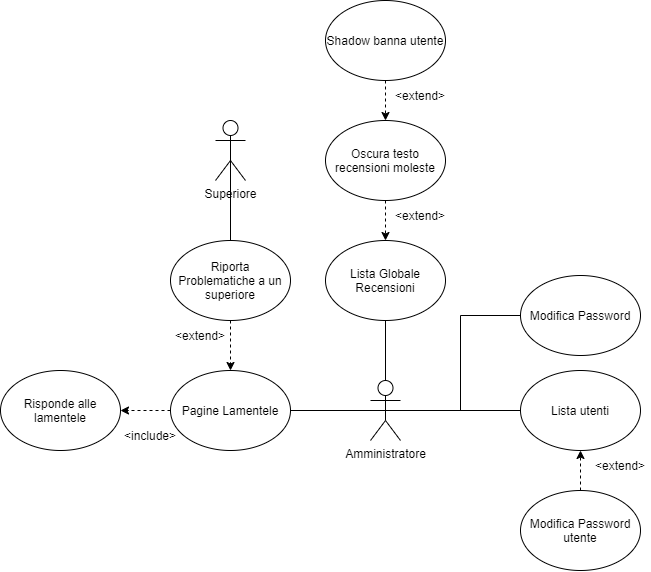 Shadow banna utente
<extend>
Oscura testo
recensioni moleste
Superiore
<extend>
Riporta
Problematiche a un
superiore
Lista Globale
Recensioni
Modifica Password
<extend>
Risponde alle
lamentele
Pagine Lamentele
Lista utenti
<include>
Amministratore
<extend>
Modifica Password
utente